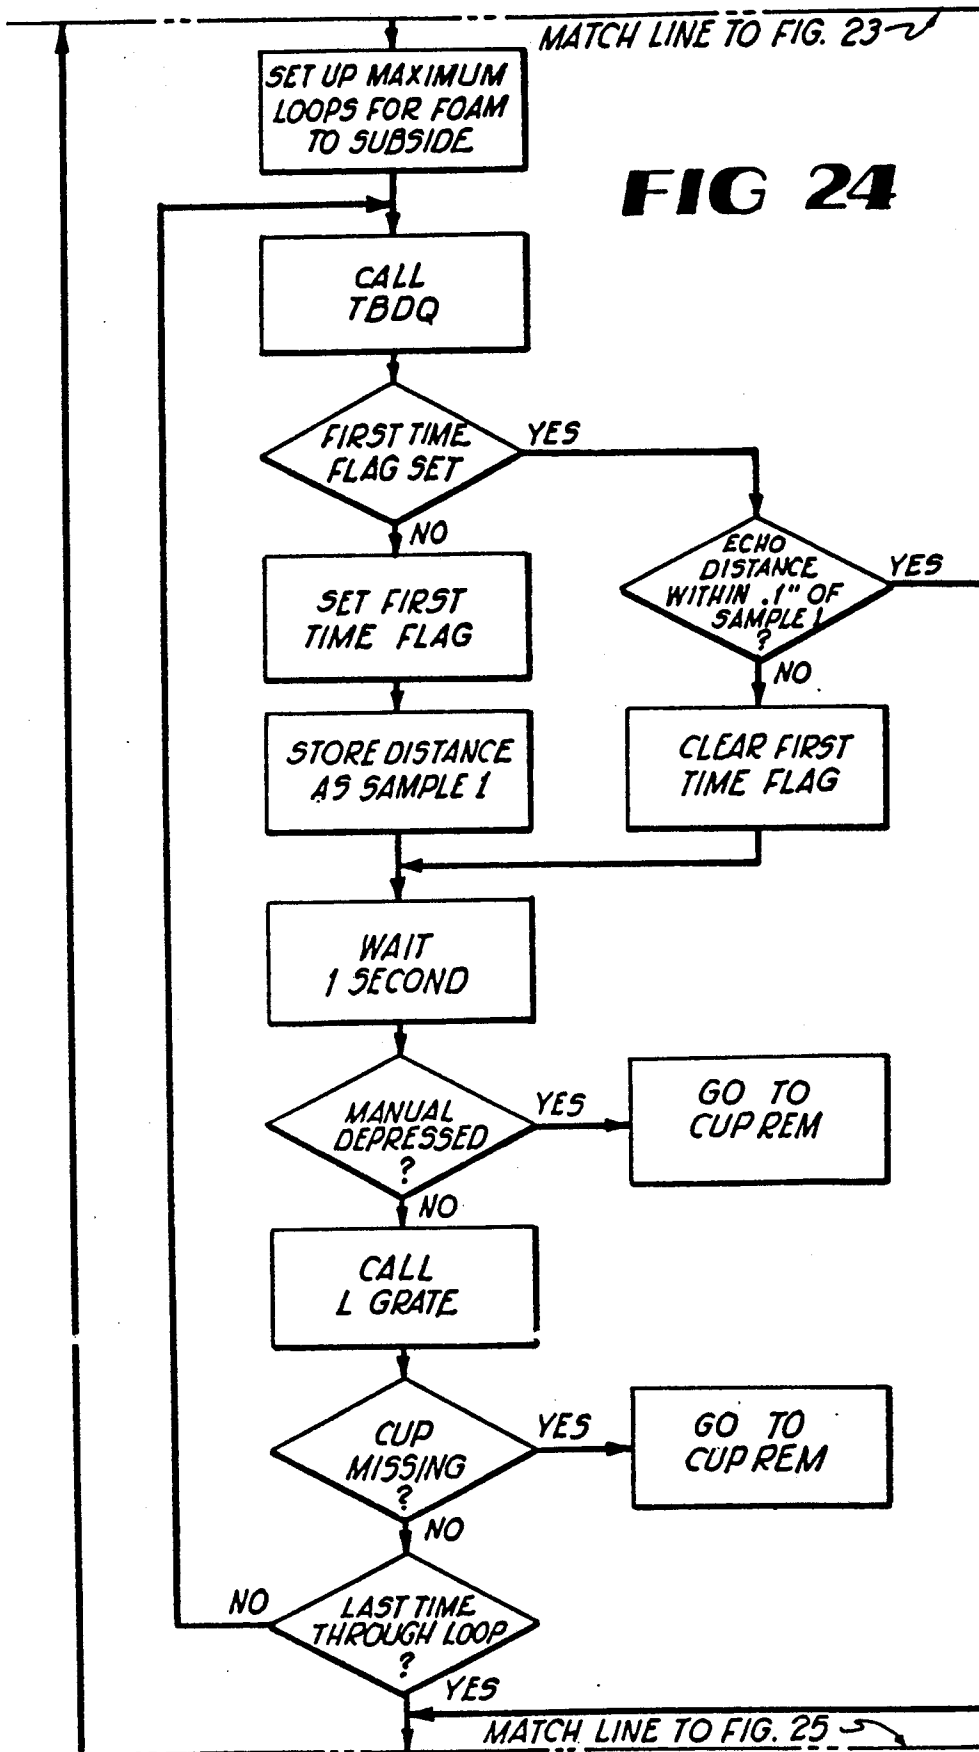 MATCH LINE TO FIG. 23
SET UP MAXIMUM
LOOPS FOR FOAM
TO SUBSIDE
FIG 24
CALL
TBDQ
FIRST TIME
FLAG SET
YES
NO
ECHO
DISTANCE
WITHIN .1" OF
SAMPLE 1
?
YES
NO
SET FIRST
TIME FLAG
STORE DISTANCE
AS SAMPLE 1
CLEAR FIRST
TIME FLAG
WAIT
1 SECOND
MANUAL
DEPRESSED
?
YES
GO TO
CUP REM
NO
CALL
L GRATE
CUP
MISSING
?
YES
GO TO
CUP REM
NO
LAST TIME
THROUGH LOOP
?
NO
YES
MATCH LINE TO FIG. 25